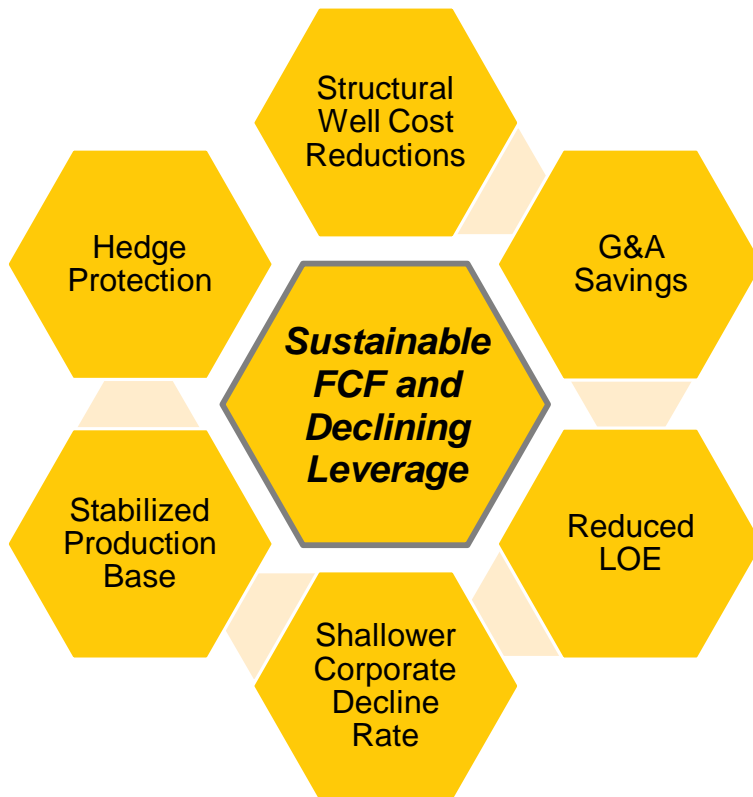 Structural
Well Cost
Reductions
G&A
Savings
Reduced
LOE
Shallower
Corporate
Decline
Rate
Stabilized
Production
Base
Hedge
Protection
Sustainable
FCF and
Declining
Leverage